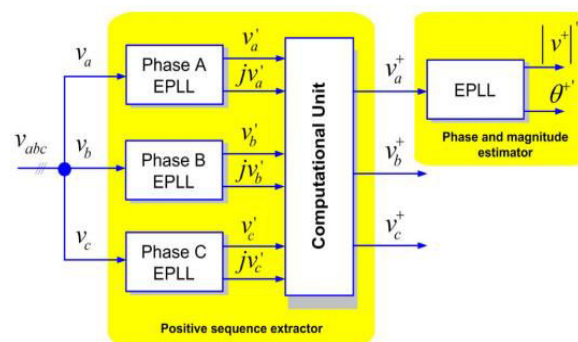 v_a
Phase A
EPLL
v_a'
jv_a'
v_abc
v_b
Phase B
EPLL
v_b'
jv_b'
v_c
Phase C
EPLL
v_c'
jv_c'
Computational Unit
v_a^+
v_b^+
v_c^+
EPLL
|v^+|'
θ^+'
Phase and magnitude
estimator
Positive sequence extractor